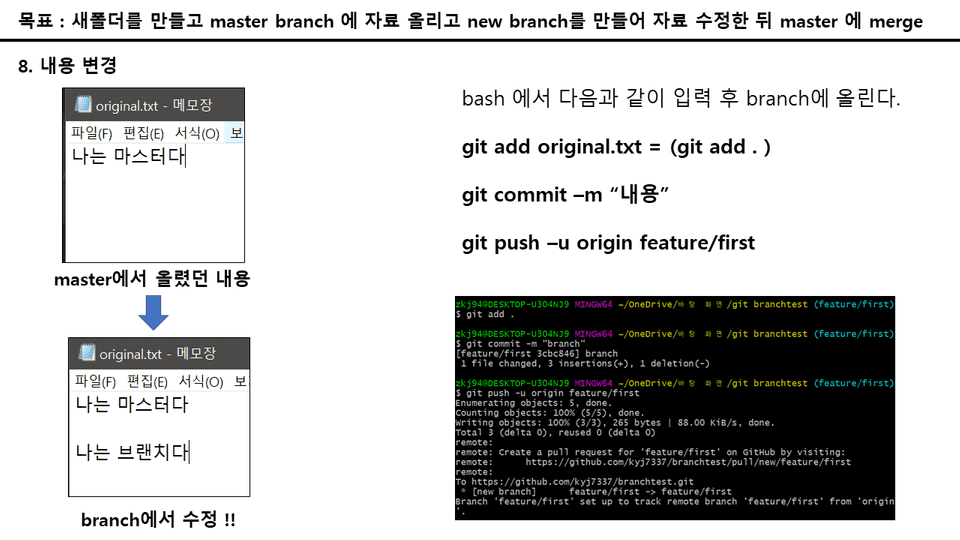 목표 : 새폴더를 만들고 master branch 에 자료 올리고 new branch를 만들어 자료 수정한 뒤 master 에 merge
8. 내용 변경
original.txt - 메모장
파일(F) 편집(E) 서식(O) 보
나는 마스터다
master에서 올렸던 내용
original.txt - 메모장
파일(F) 편집(E) 서식(O) 보
나는 마스터다
나는 브랜치다
branch에서 수정 !!
bash 에서 다음과 같이 입력 후 branch에 올린다.
git add original.txt = (git add . )
git commit –m “내용”
git push –u origin feature/first
zkj94@DESKTOP-U3O4NJ9 MINGW64 ~/OneDrive/바탕 화면/git branchtest (feature/first)
$ git add .
zkj94@DESKTOP-U3O4NJ9 MINGW64 ~/OneDrive/바탕 화면/git branchtest (feature/first)
$ git commit -m "branch"
[feature/first 3cbc846] branch
1 file changed, 3 insertions(+), 1 deletion(-)
zkj94@DESKTOP-U3O4NJ9 MINGW64 ~/OneDrive/바탕 화면/git branchtest (feature/first)
$ git push -u origin feature/first
Enumerating objects: 5, done.
Counting objects: 100% (5/5), done.
Writing objects: 100% (3/3), 265 bytes | 88.00 KiB/s, done.
Total 3 (delta 0), reused 0 (delta 0)
remote:
remote: Create a pull request for 'feature/first' on GitHub by visiting:
remote: https://github.com/kyj7337/branchtest/pull/new/feature/first
remote:
To https://github.com/kyj7337/branchtest.git
* [new branch] feature/first -> feature/first
Branch 'feature/first' set up to track remote branch 'feature/first' from 'origin
'.